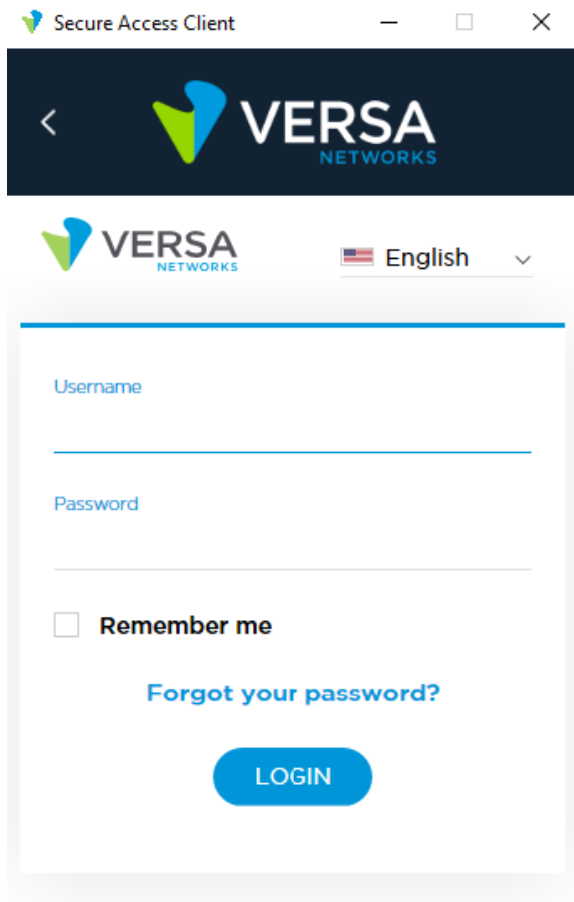 Secure Access Client
VERSA
NETWORKS
VERSA
NETWORKS
English
Username
Password
Remember me
Forgot your password?
LOGIN